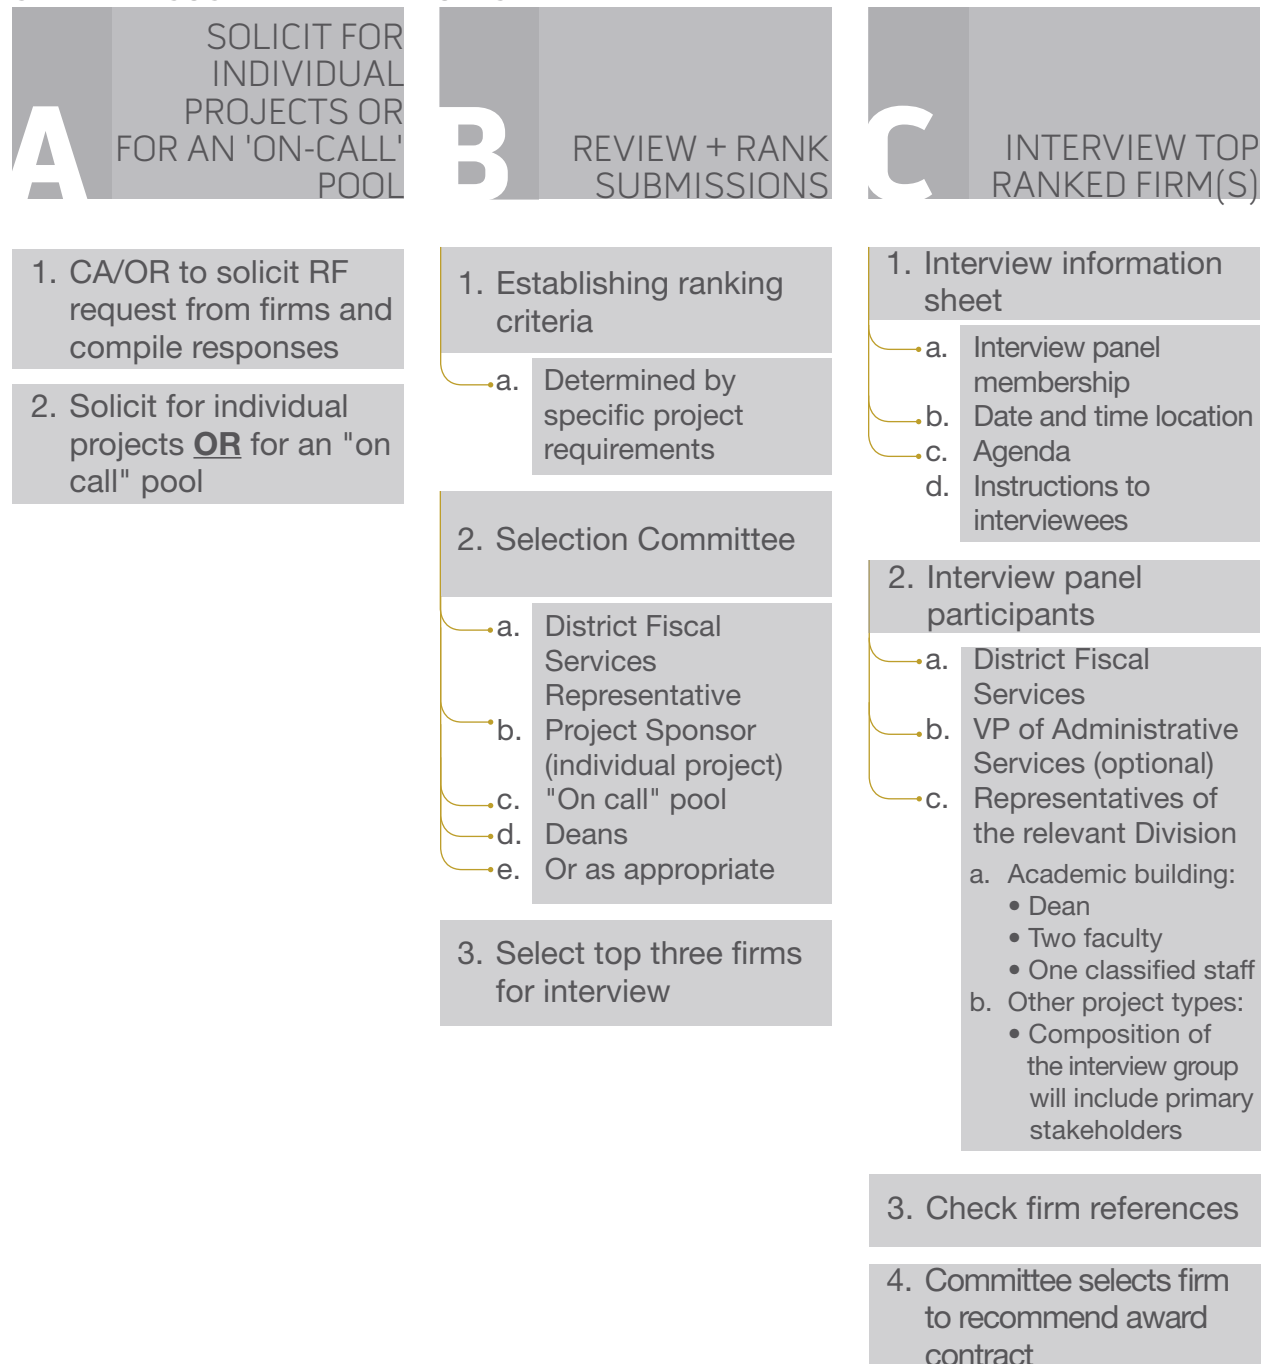 A
SOLICIT FOR
INDIVIDUAL
PROJECTS OR
FOR AN 'ON-CALL'
POOL
1. CA/OR to solicit RF
request from firms and
compile responses
2. Solicit for individual
projects OR for an "on
call" pool
B
REVIEW + RANK
SUBMISSIONS
1. Establishing ranking
criteria
a. Determined by
specific project
requirements
2. Selection Committee
a. District Fiscal
Services
Representative
b. Project Sponsor
(individual project)
c. "On call" pool
d. Deans
e. Or as appropriate
3. Select top three firms
for interview
C
INTERVIEW TOP
RANKED FIRM(S)
1. Interview information
sheet
a. Interview panel
membership
b. Date and time location
c. Agenda
d. Instructions to
interviewees
2. Interview panel
participants
a. District Fiscal
Services
b. VP of Administrative
Services (optional)
c. Representatives of
the relevant Division
a. Academic building:
• Dean
• Two faculty
• One classified staff
b. Other project types:
• Composition of
the interview group
will include primary
stakeholders
3. Check firm references
4. Committee selects firm
to recommend award
contract